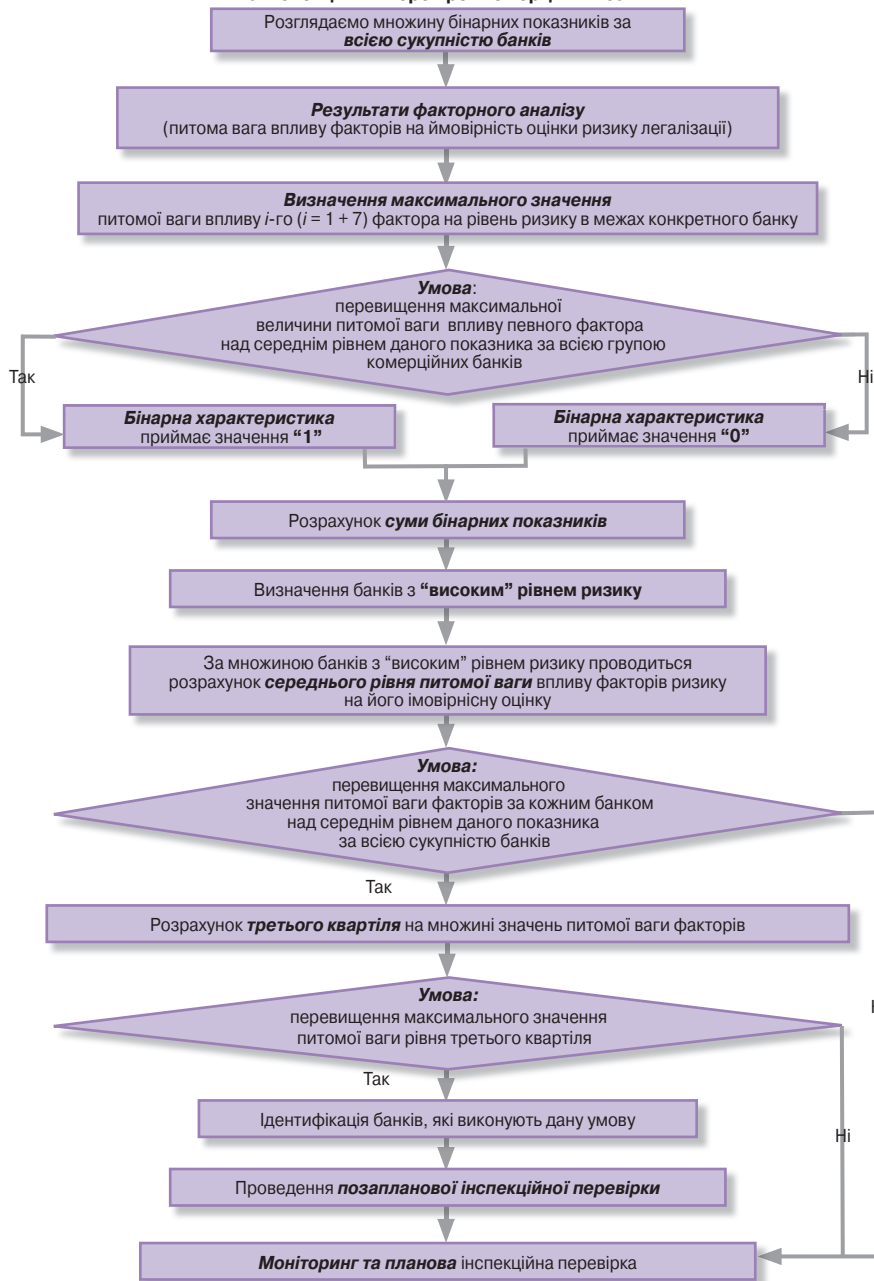 Розглядаємо множину бінарних показників за
всією сукупністю банків
Результати факторного аналізу
(питома вага впливу факторів на ймовірність оцінки ризику легалізації)
Визначення максимального значення
питомої ваги впливу i-го (i = 1 + 7) фактора на рівень ризику в межах конкретного банку
Умова:
перевищення максимальної
величини питомої ваги впливу певного фактора
над середнім рівнем даного показника за всією групою
комерційних банків
Так
Ні
Бінарна характеристика
приймає значення “1”
Бінарна характеристика
приймає значення “0”
Розрахунок суми бінарних показників
Визначення банків з “високим” рівнем ризику
За множиною банків з “високим” рівнем ризику проводиться
розрахунок середнього рівня питомої ваги впливу факторів ризику
на його імовірнісну оцінку
Умова:
перевищення максимального
значення питомої ваги факторів за кожним банком
над середнім рівнем даного показника
за всією сукупністю банків
Так
Розрахунок третього квартіля на множині значень питомої ваги факторів
Умова:
перевищення максимального значення
питомої ваги рівня третього квартіля
Так
Ідентифікація банків, які виконують дану умову
Ні
Проведення позапланової інспекційної перевірки
Моніторинг та планова інспекційна перевірка